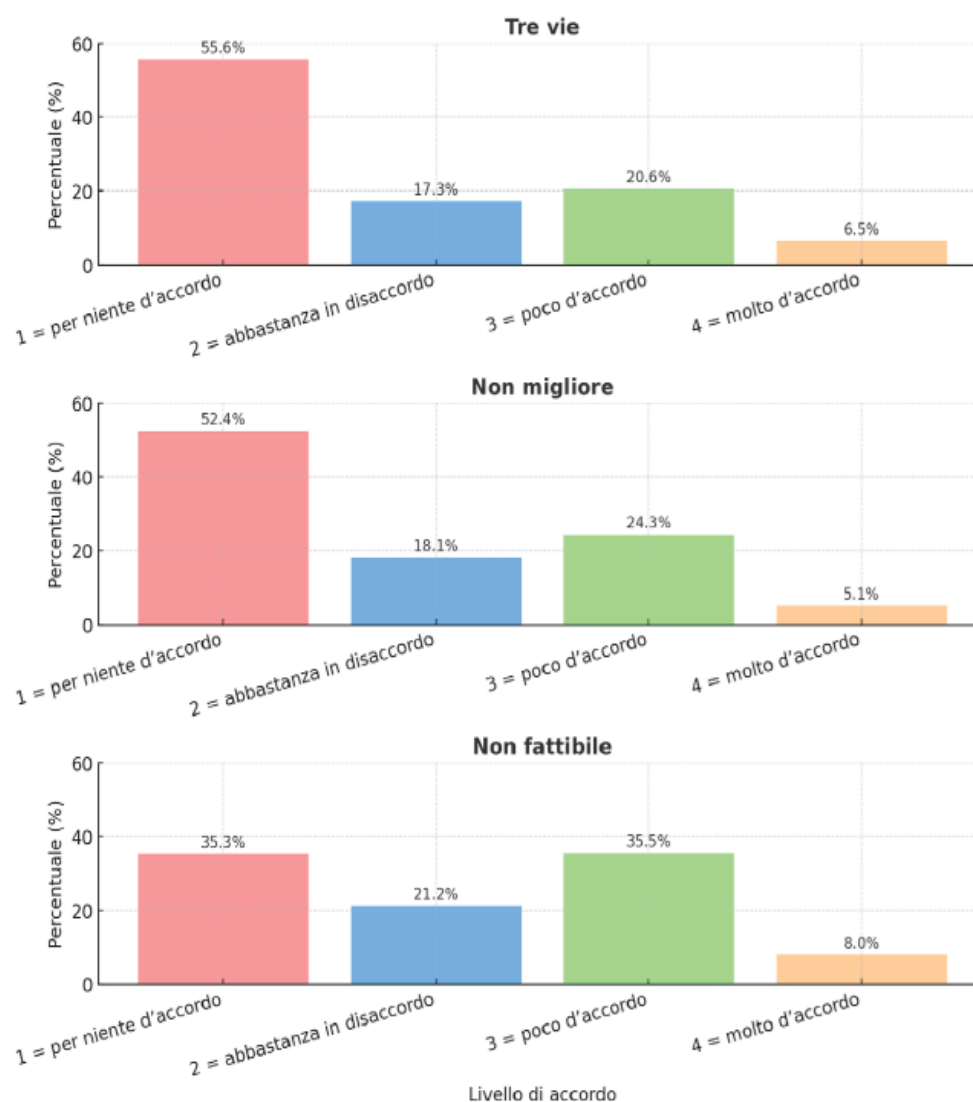 Tre vie
Percentuale (%)
60
40
20
0
55.6%
17.3%
20.6%
6.5%
1 = per niente d’accordo
2 = abbastanza in disaccordo
3 = poco d’accordo
4 = molto d’accordo
Non migliore
Percentuale (%)
60
40
20
0
52.4%
18.1%
24.3%
5.1%
1 = per niente d’accordo
2 = abbastanza in disaccordo
3 = poco d’accordo
4 = molto d’accordo
Non fattibile
Percentuale (%)
60
40
20
0
35.3%
21.2%
35.5%
8.0%
1 = per niente d’accordo
2 = abbastanza in disaccordo
3 = poco d’accordo
4 = molto d’accordo
Livello di accordo